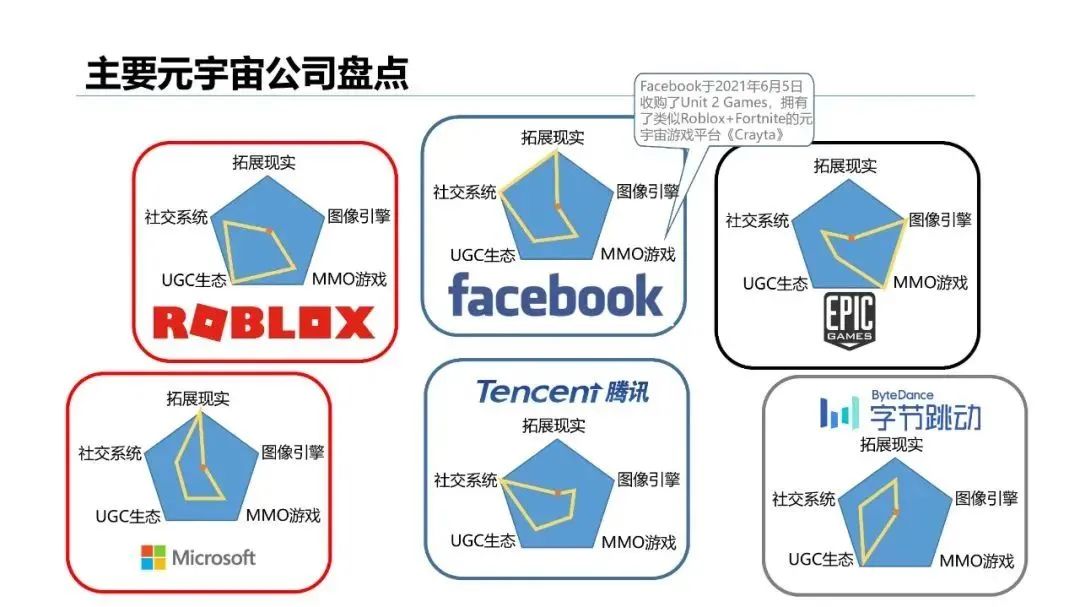 主要元宇宙公司盘点
Facebook于2021年6月5日
收购了Unit 2 Games，拥有
了类似Roblox+Fortnite的元
宇宙游戏平台《Crayta》
拓展现实
社交系统
图像引擎
UGC生态
MMO游戏
ROBLOX
拓展现实
社交系统
图像引擎
UGC生态
MMO游戏
facebook
拓展现实
社交系统
图像引擎
UGC生态
MMO游戏
EPIC
GAMES
拓展现实
社交系统
图像引擎
UGC生态
MMO游戏
Microsoft
Tencent 腾讯
拓展现实
社交系统
图像引擎
UGC生态
MMO游戏
ByteDance
字节跳动
拓展现实
社交系统
图像引擎
UGC生态
MMO游戏